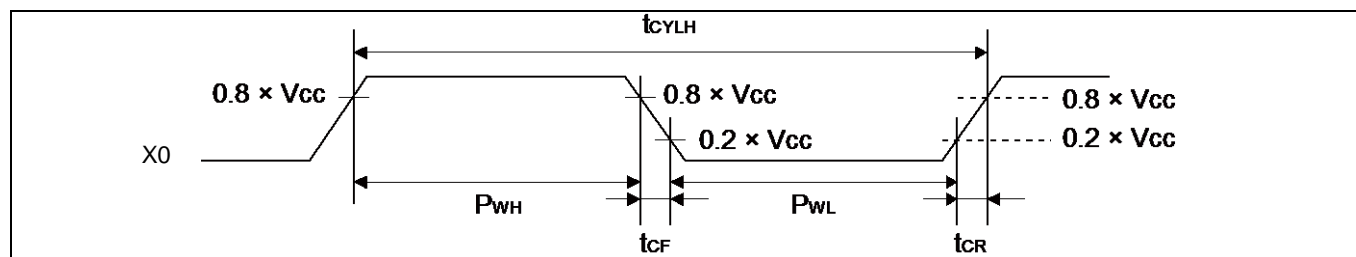 tCYLH
0.8 × Vcc
0.8 × Vcc
0.8 × Vcc
0.2 × Vcc
0.2 × Vcc
X0
PWH
PWL
tCF
tCR